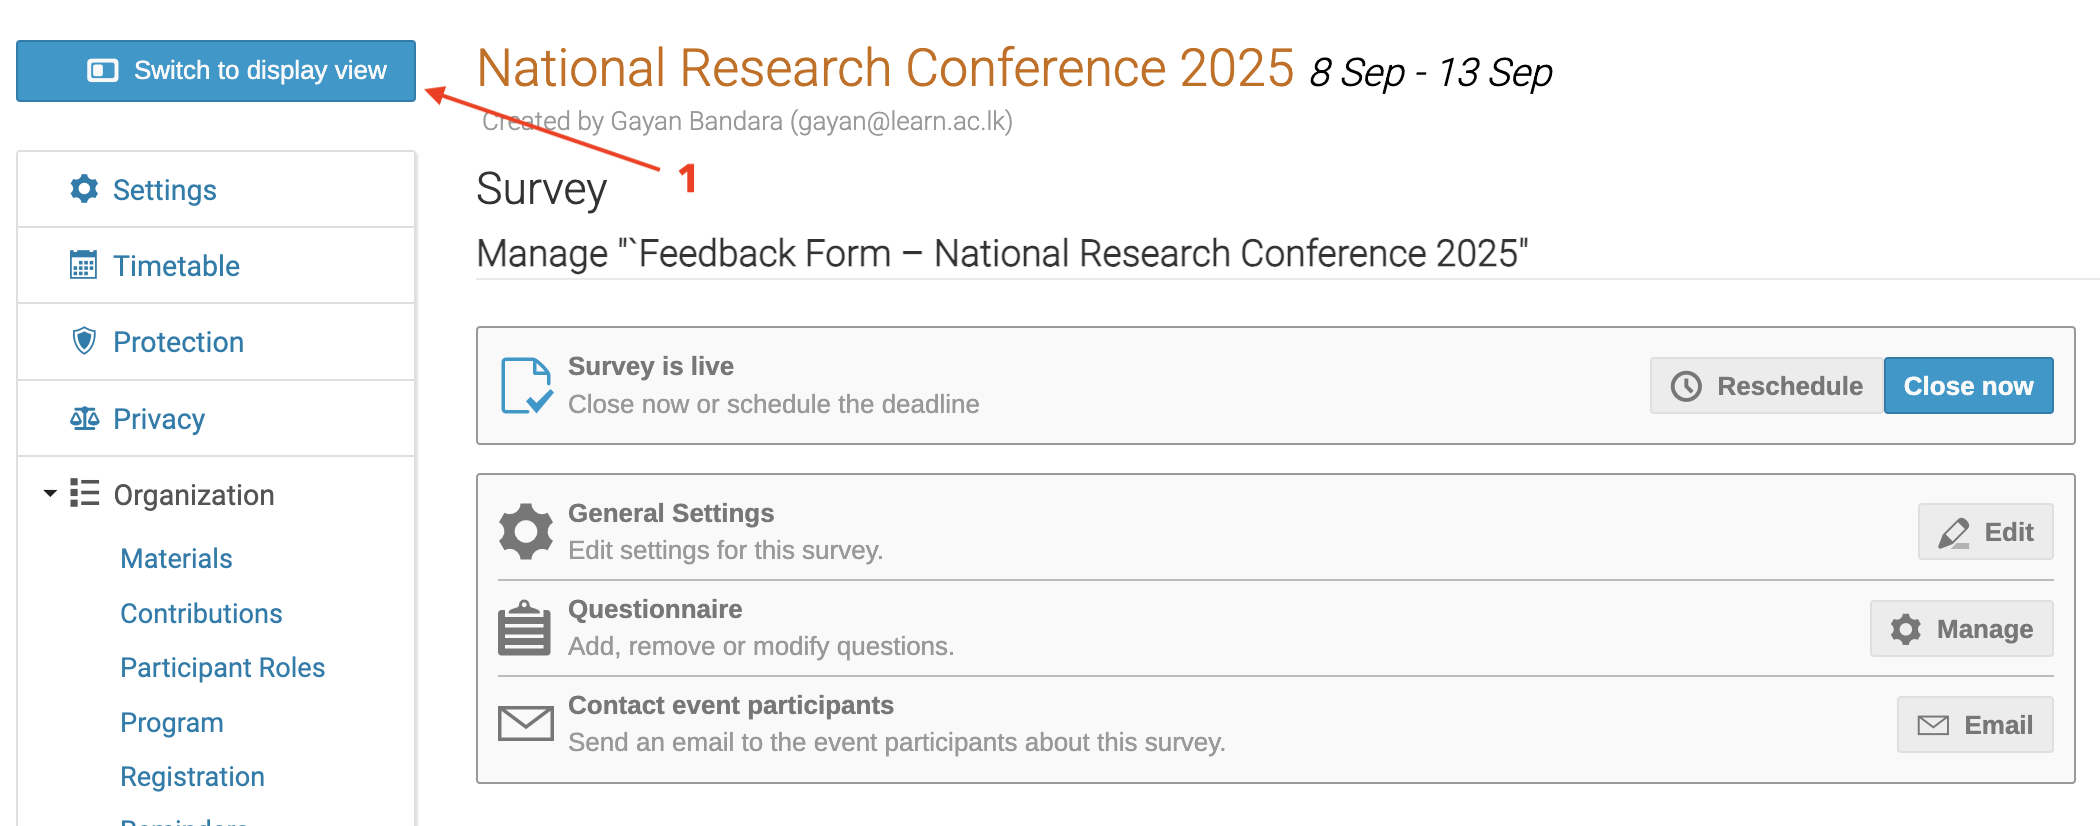 Switch to display view
National Research Conference 2025 8 Sep - 13 Sep
Created by Gayan Bandara (gayan@learn.ac.lk)
1
Settings
Timetable
Protection
Privacy
Organization
Materials
Contributions
Participant Roles
Program
Registration
Reminders
Survey
Manage "`Feedback Form – National Research Conference 2025"
Survey is live
Close now or schedule the deadline
Reschedule
Close now
General Settings
Edit settings for this survey.
Edit
Questionnaire
Add, remove or modify questions.
Manage
Contact event participants
Send an email to the event participants about this survey.
Email